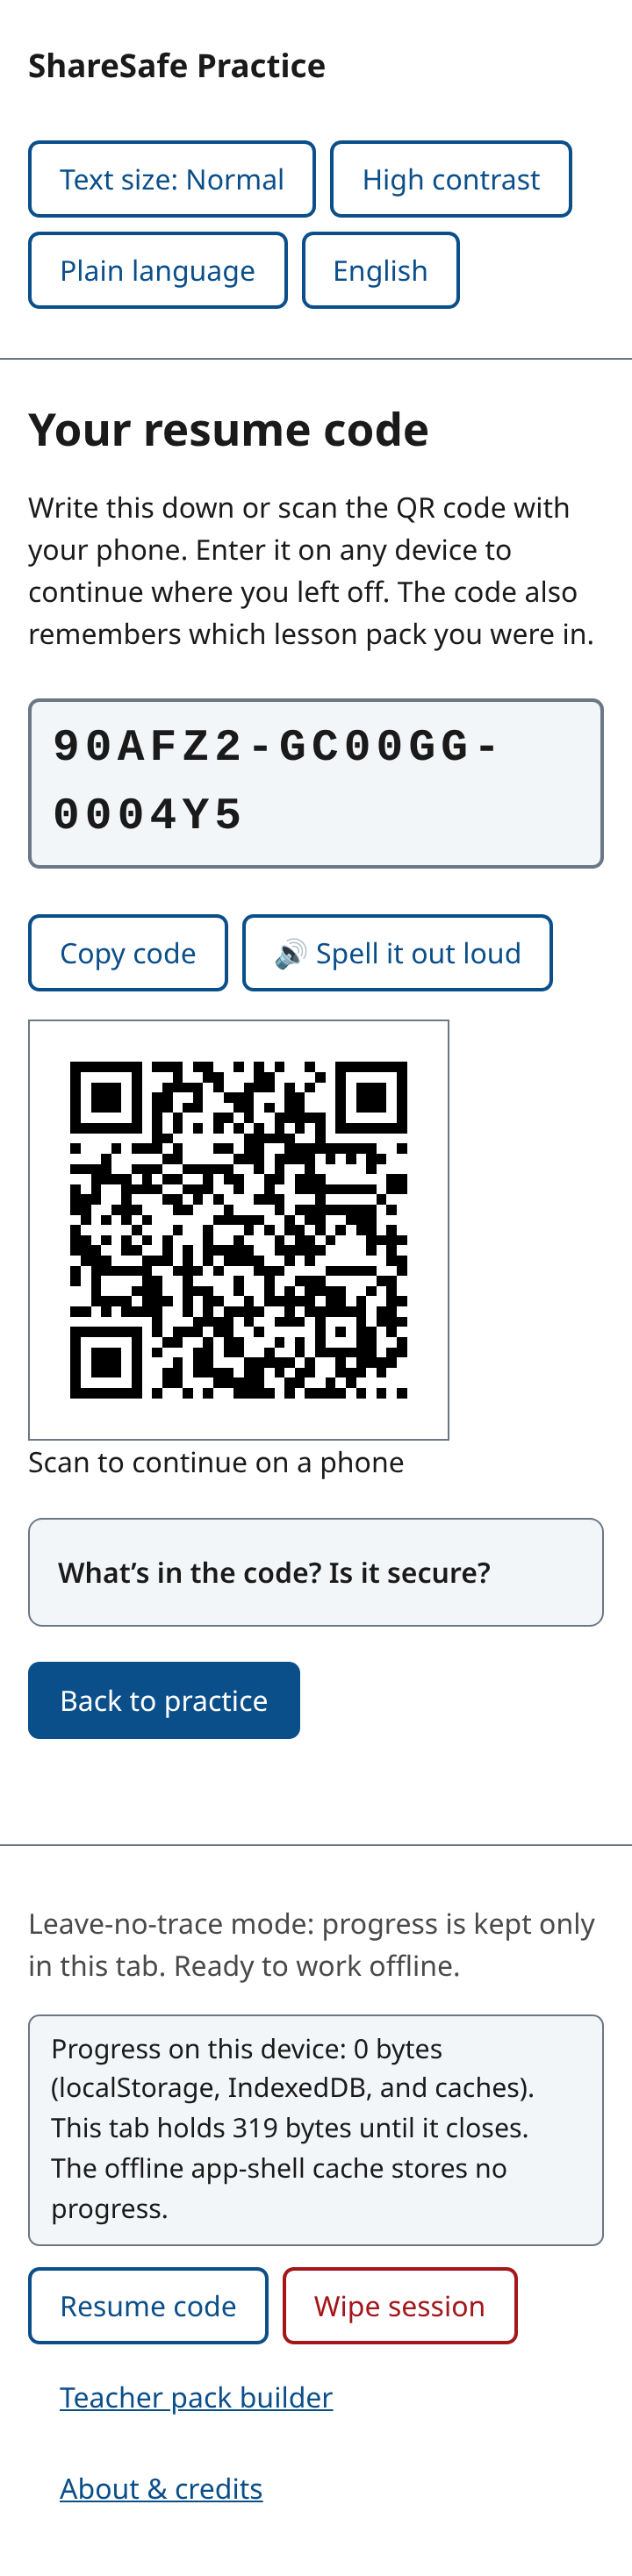 ShareSafe Practice
Text size: Normal
High contrast
Plain language
English
Your resume code
Write this down or scan the QR code with
your phone. Enter it on any device to
continue where you left off. The code also
remembers which lesson pack you were in.
90AFZ2-GC00GG-
0004Y5
Copy code
🔊 Spell it out loud
Scan to continue on a phone
What’s in the code? Is it secure?
Back to practice
Leave-no-trace mode: progress is kept only
in this tab. Ready to work offline.
Progress on this device: 0 bytes
(localStorage, IndexedDB, and caches).
This tab holds 319 bytes until it closes.
The offline app-shell cache stores no
progress.
Resume code
Wipe session
Teacher pack builder
About & credits